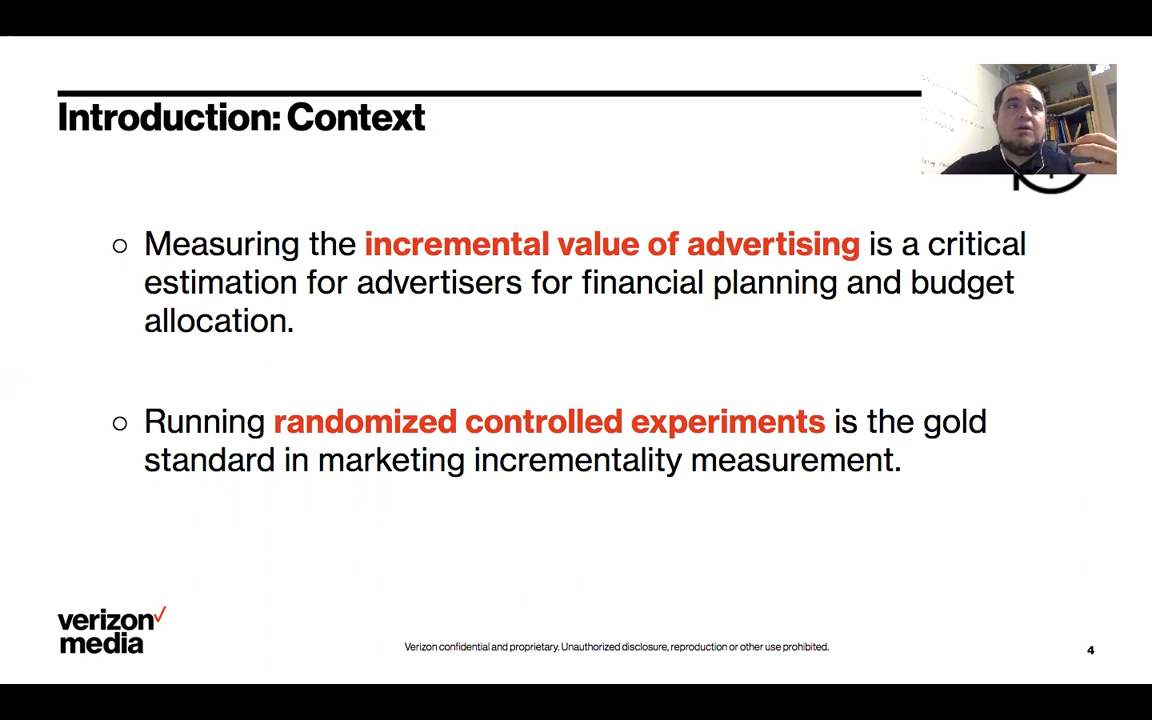 Introduction: Context
○ Measuring the incremental value of advertising is a critical
estimation for advertisers for financial planning and budget
allocation.
○ Running randomized controlled experiments is the gold
standard in marketing incrementality measurement.
verizon✓
media
Verizon confidential and proprietary. Unauthorized disclosure, reproduction or other use prohibited.
4